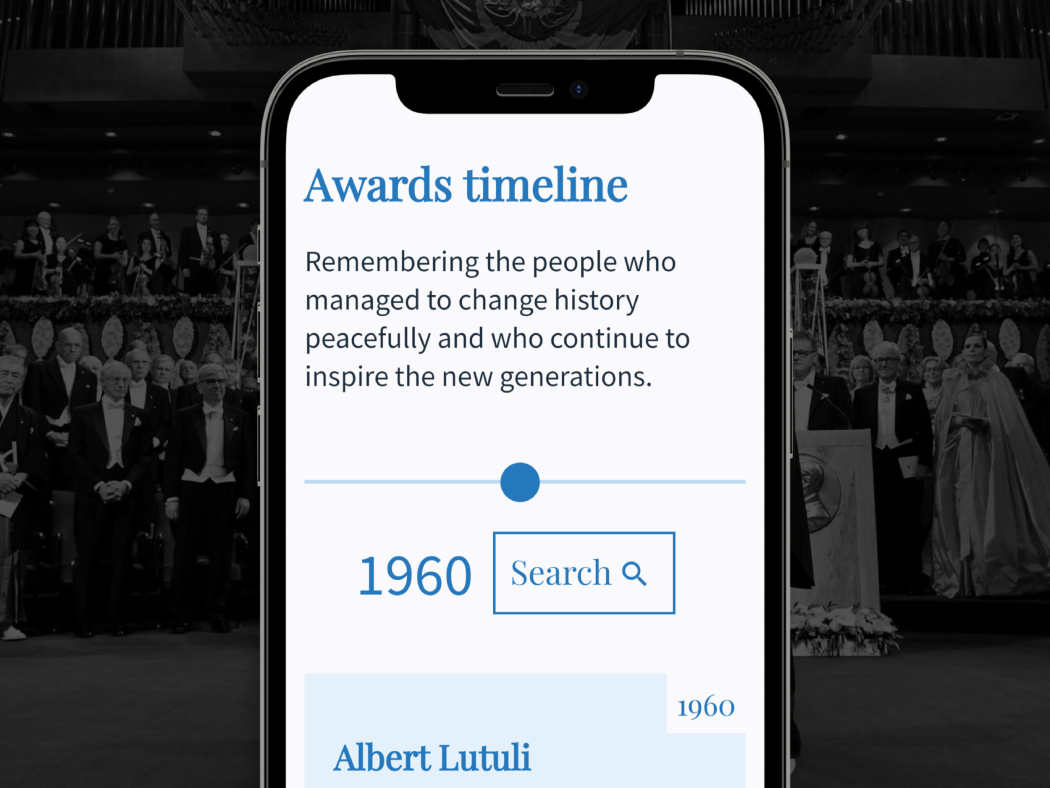 Awards timeline
Remembering the people who
managed to change history
peacefully and who continue to
inspire the new generations.
1960
Search
1960
Albert Lutuli